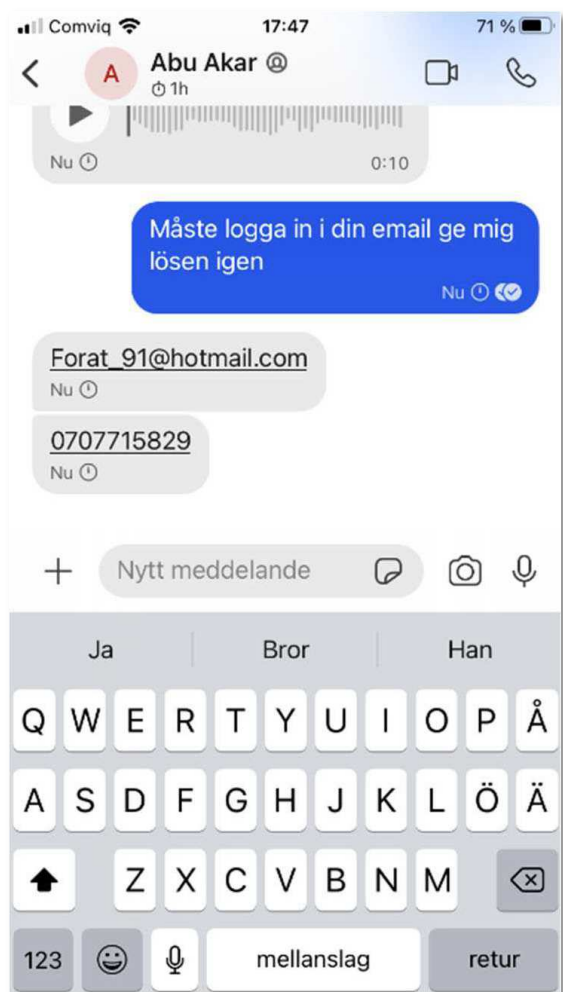 Comviq 17:47 71 %
Abu Akar
1h
Nu 0:10
Måste logga in i din email ge mig
lösen igen
Nu
Forat_91@hotmail.com
Nu
0707715829
Nu
Nytt meddelande
Ja Bror Han
Q W E R T Y U I O P Å
A S D F G H J K L Ö Ä
Z X C V B N M
123 mellanslag retur